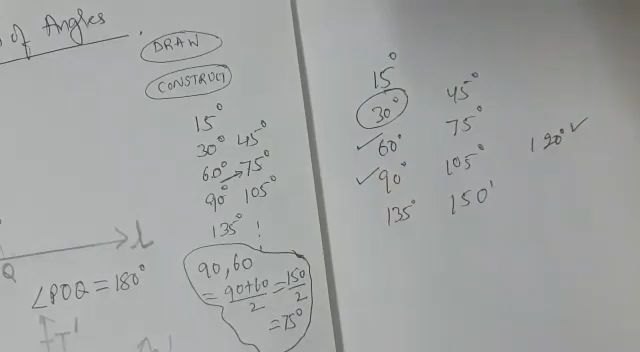 of Angles.
DRAW
CONSTRUCT
15°
30° 45°
60° → 75°
90° 105°
135° !
90, 60
= 90+60/2 = 150/2
= 75°
l
Q
∠POQ = 180°
T'
15°
30° 45°
✓ 60° 75°
✓ 90° 105° 120° ✓
135° 150'